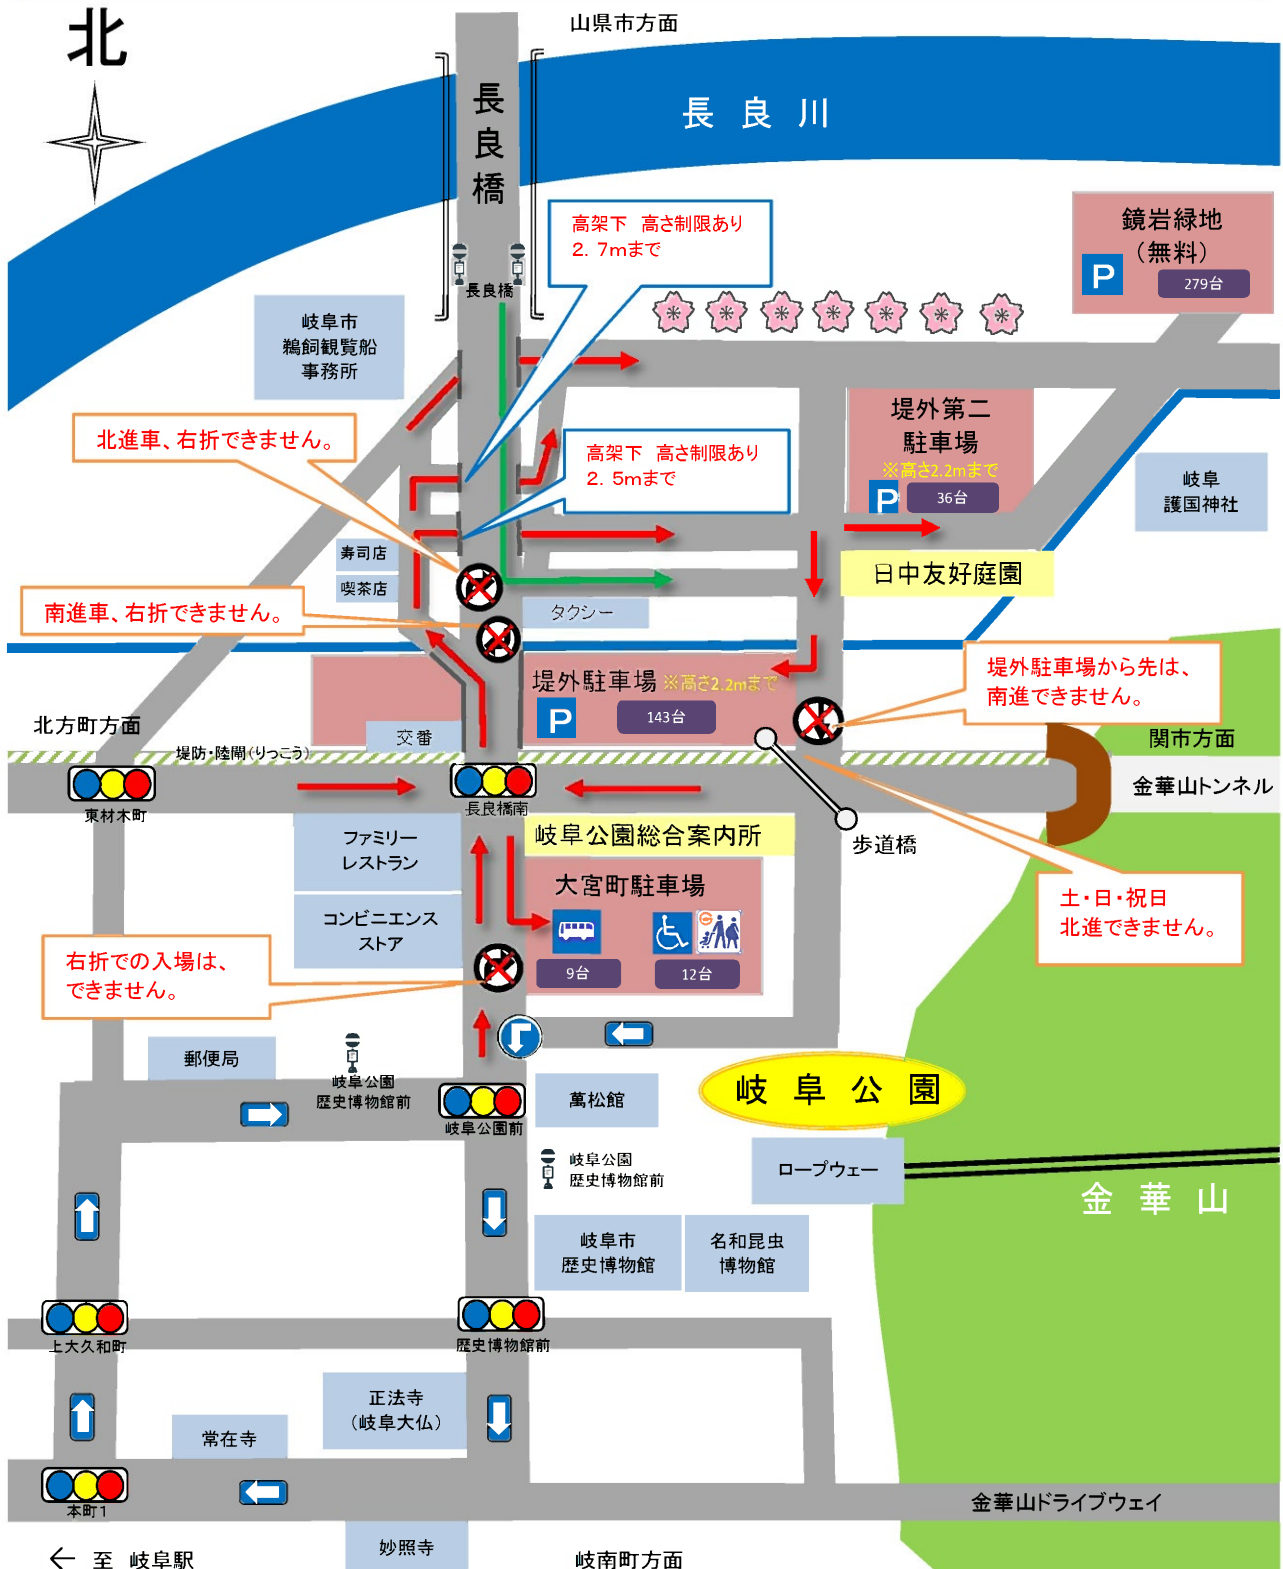 北
山県市方面
長良川
長良橋
高架下 高さ制限あり
2.7mまで
鏡岩緑地
(無料)
P
279台
長良橋
岐阜市
鵜飼観覧船
事務所
北進車、右折できません。
高架下 高さ制限あり
2.5mまで
堤外第二
駐車場
※高さ2.2mまで
P
36台
岐阜
護国神社
寿司店
喫茶店
日中友好庭園
南進車、右折できません。
タクシー
堤外駐車場 ※高さ2.2mまで
P
143台
堤外駐車場から先は、
南進できません。
北方町方面
交番
堤防・陸閘(りっこう)
関市方面
東材木町
長良橋南
金華山トンネル
ファミリー
レストラン
岐阜公園総合案内所
歩道橋
大宮町駐車場
9台
12台
コンビニエンス
ストア
土・日・祝日
北進できません。
右折での入場は、
できません。
郵便局
岐阜公園
歴史博物館前
岐阜公園前
萬松館
岐阜公園
岐阜公園
歴史博物館前
ロープウェー
金華山
岐阜市
歴史博物館
名和昆虫
博物館
上大久和町
歴史博物館前
正法寺
(岐阜大仏)
常在寺
本町1
金華山ドライブウェイ
妙照寺
← 至 岐阜駅
岐南町方面